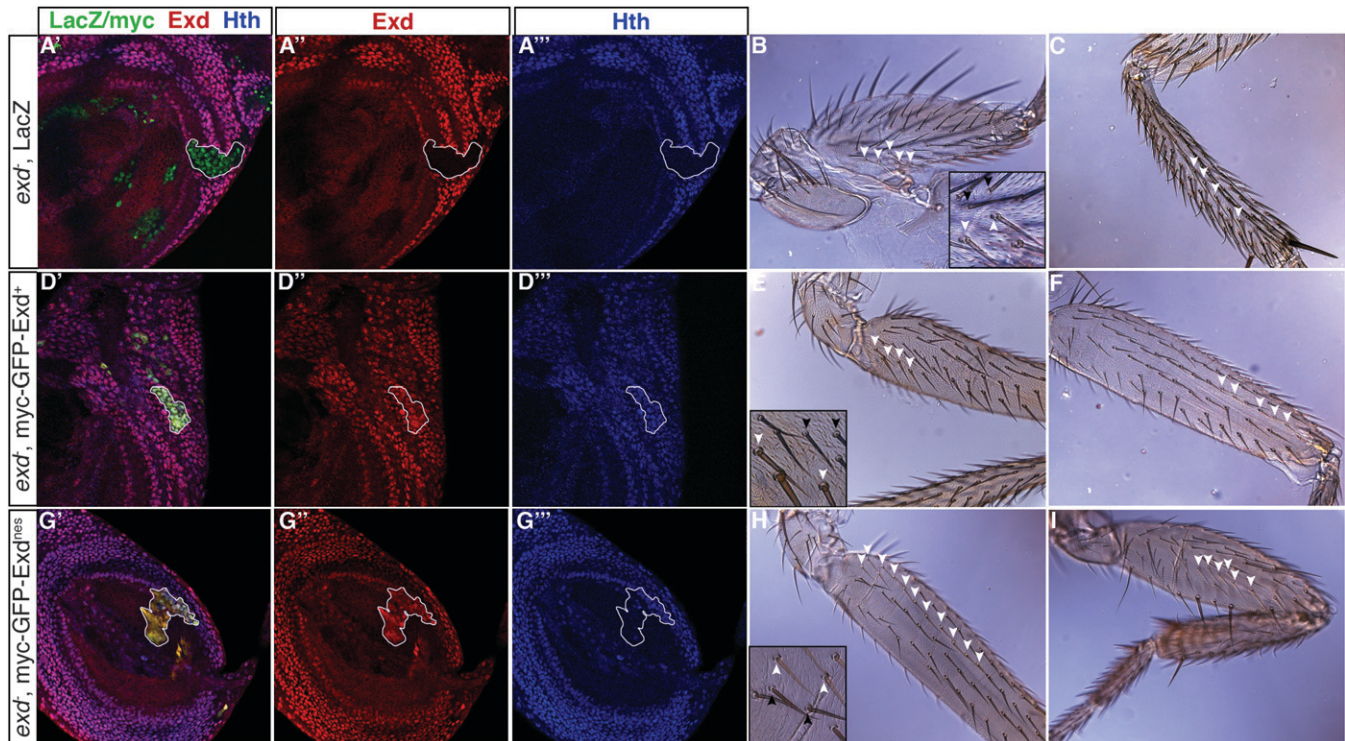 LacZ/myc Exd Hth
Exd
Hth
exd-, LacZ
A'
A''
A'''
B
C
exd-, myc-GFP-Exd+
D'
D''
D'''
E
F
exd-, myc-GFP-Exdnes
G'
G''
G'''
H
I